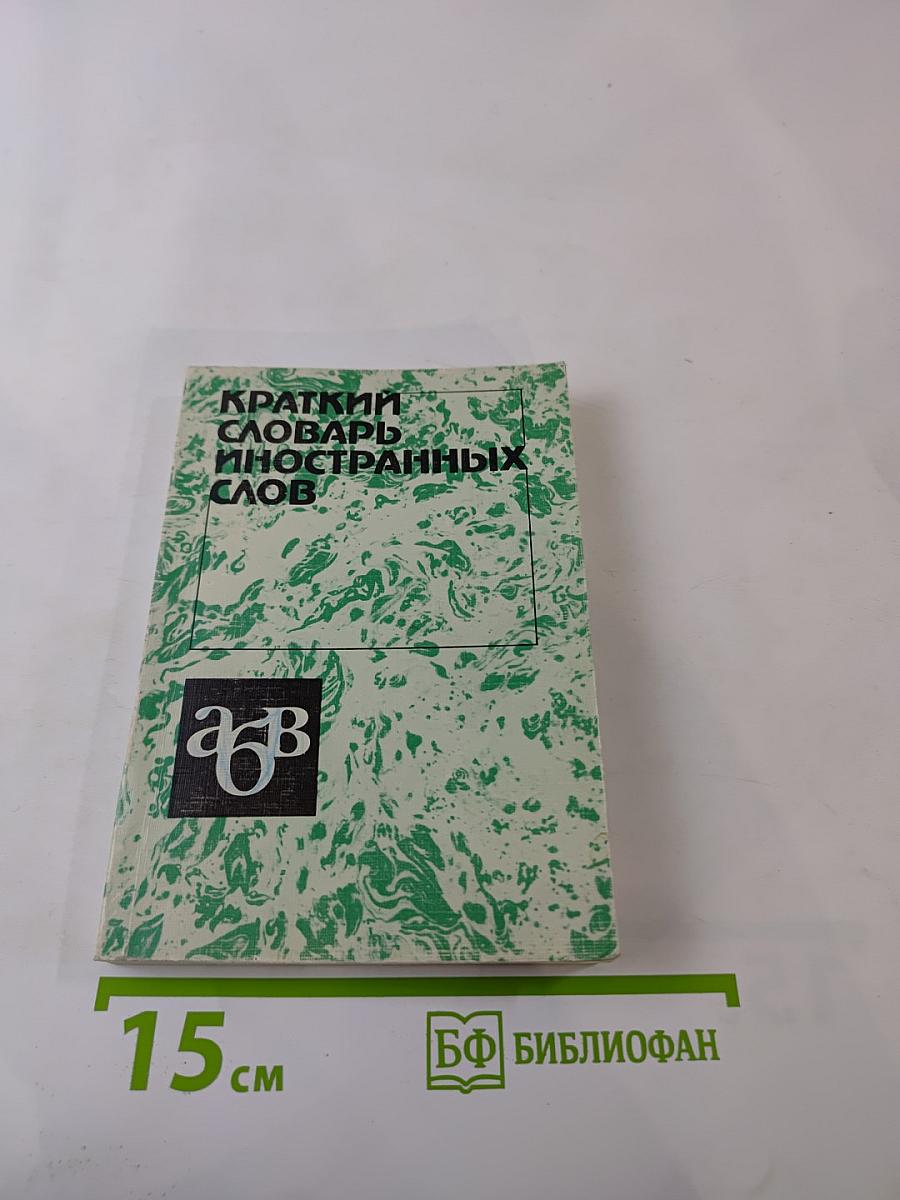 КРАТКИЙ
СЛОВАРЬ
ИНОСТРАННЫХ
СЛОВ
абв
15 см
БФ БИБЛИОФАН